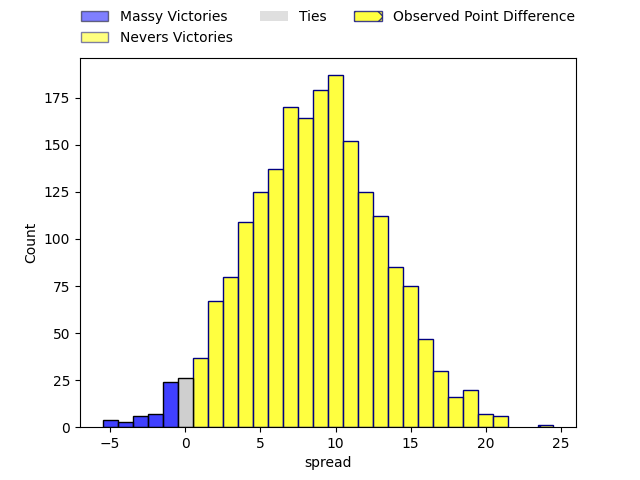 Massy Victories
Nevers Victories
Ties
Observed Point Difference
Count
175
150
125
100
75
50
25
0
−5
0
5
10
15
20
25
spread